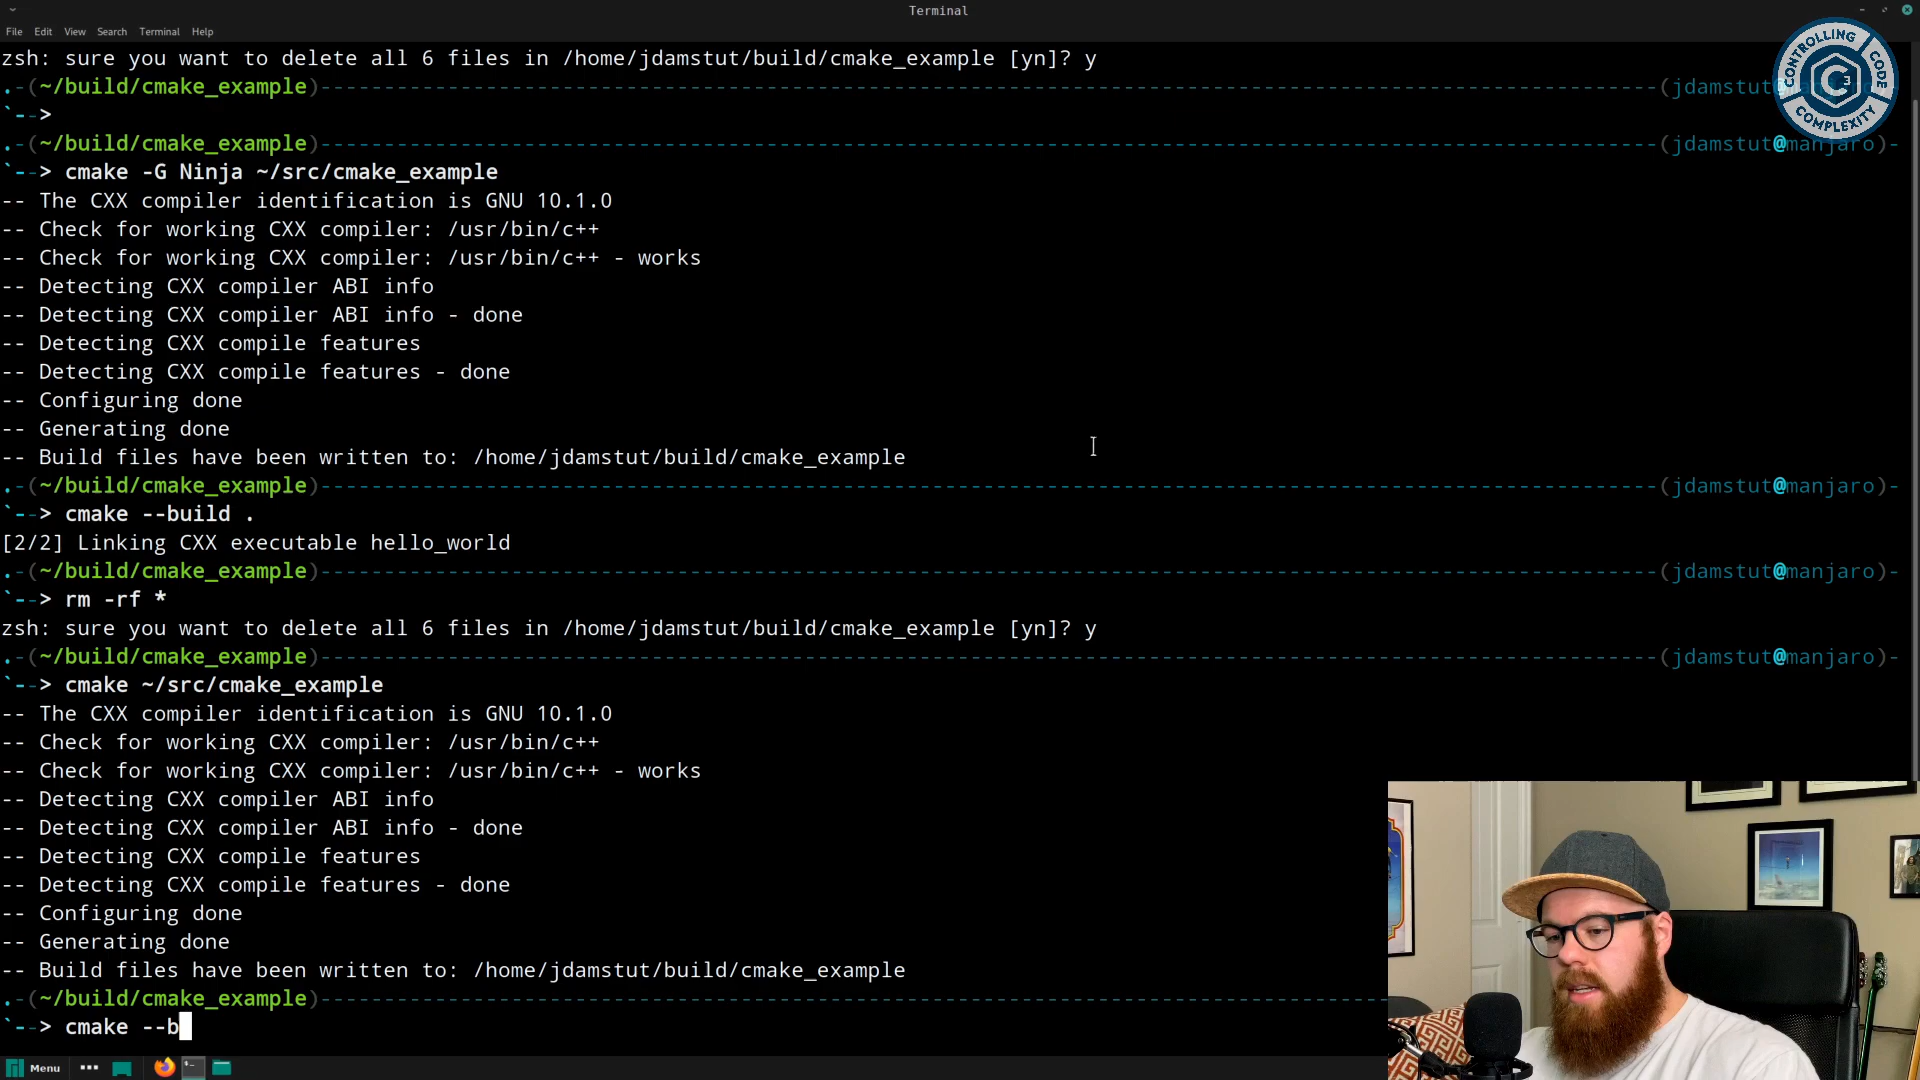 Terminal
File Edit View Search Terminal Help
zsh: sure you want to delete all 6 files in /home/jdamstut/build/cmake_example [yn]? y
.-(~/build/cmake_example)--------(jdamstut
`--> 
.-(~/build/cmake_example)--------(jdamstut@manjaro)-
`--> cmake -G Ninja ~/src/cmake_example
-- The CXX compiler identification is GNU 10.1.0
-- Check for working CXX compiler: /usr/bin/c++
-- Check for working CXX compiler: /usr/bin/c++ - works
-- Detecting CXX compiler ABI info
-- Detecting CXX compiler ABI info - done
-- Detecting CXX compile features
-- Detecting CXX compile features - done
-- Configuring done
-- Generating done
-- Build files have been written to: /home/jdamstut/build/cmake_example
.-(~/build/cmake_example)--------(jdamstut@manjaro)-
`--> cmake --build .
[2/2] Linking CXX executable hello_world
.-(~/build/cmake_example)--------(jdamstut@manjaro)-
`--> rm -rf *
zsh: sure you want to delete all 6 files in /home/jdamstut/build/cmake_example [yn]? y
.-(~/build/cmake_example)--------(jdamstut@manjaro)-
`--> cmake ~/src/cmake_example
-- The CXX compiler identification is GNU 10.1.0
-- Check for working CXX compiler: /usr/bin/c++
-- Check for working CXX compiler: /usr/bin/c++ - works
-- Detecting CXX compiler ABI info
-- Detecting CXX compiler ABI info - done
-- Detecting CXX compile features
-- Detecting CXX compile features - done
-- Configuring done
-- Generating done
-- Build files have been written to: /home/jdamstut/build/cmake_example
.-(~/build/cmake_example)--------
`--> cmake --b
Menu
CONTROLLING CODE COMPLEXITY
C3